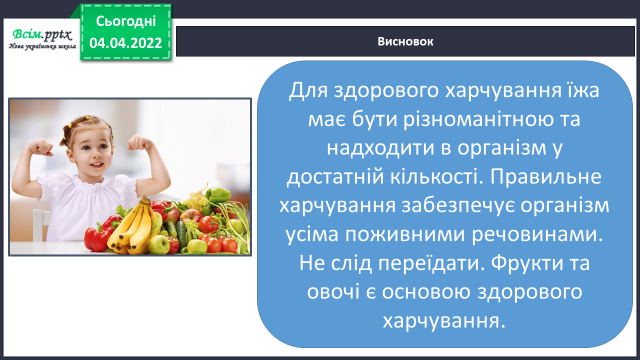 Всім.pptx
Нова українська школа
Сьогодні
04.04.2022
Висновок
Для здорового харчування їжа
має бути різноманітною та
надходити в організм у
достатній кількості. Правильне
харчування забезпечує організм
усіма поживними речовинами.
Не слід переїдати. Фрукти та
овочі є основою здорового
харчування.